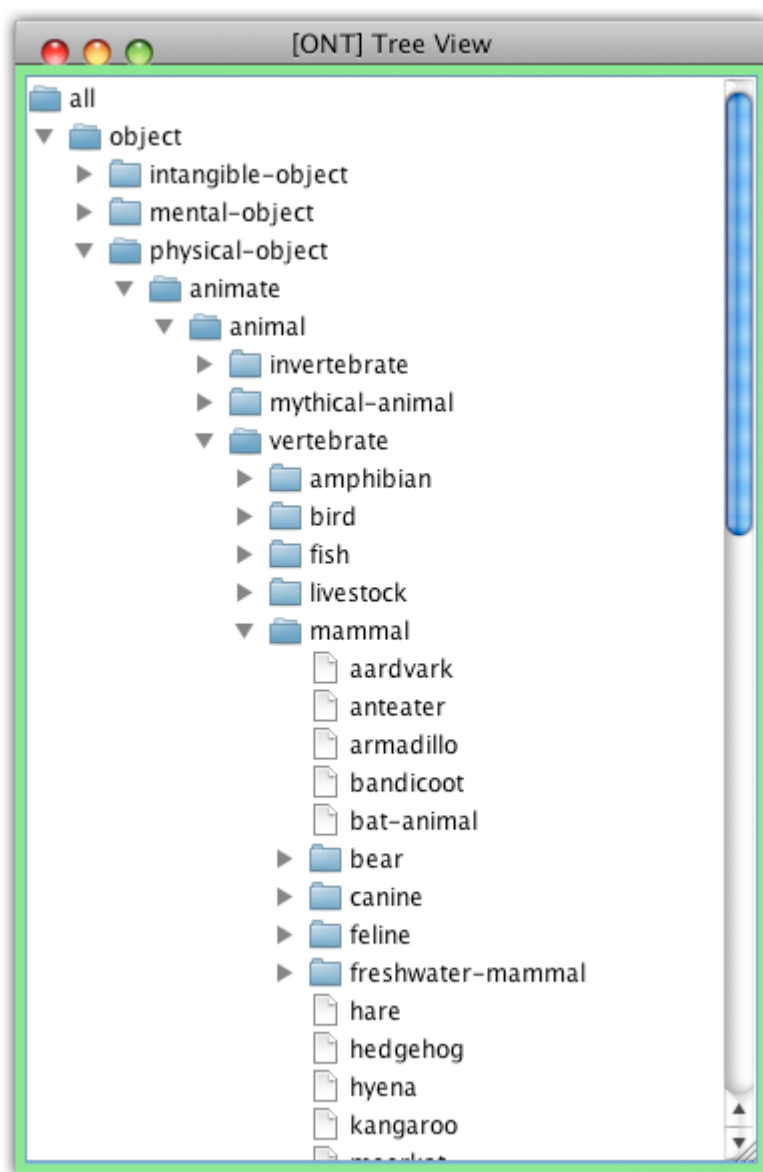 [ONT] Tree View
all
object
intangible-object
mental-object
physical-object
animate
animal
invertebrate
mythical-animal
vertebrate
amphibian
bird
fish
livestock
mammal
aardvark
anteater
armadillo
bandicoot
bat-animal
bear
canine
feline
freshwater-mammal
hare
hedgehog
hyena
kangaroo